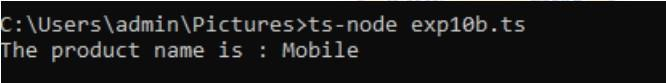 C:\Users\admin\Pictures>ts-node exp10b.ts
The product name is : Mobile